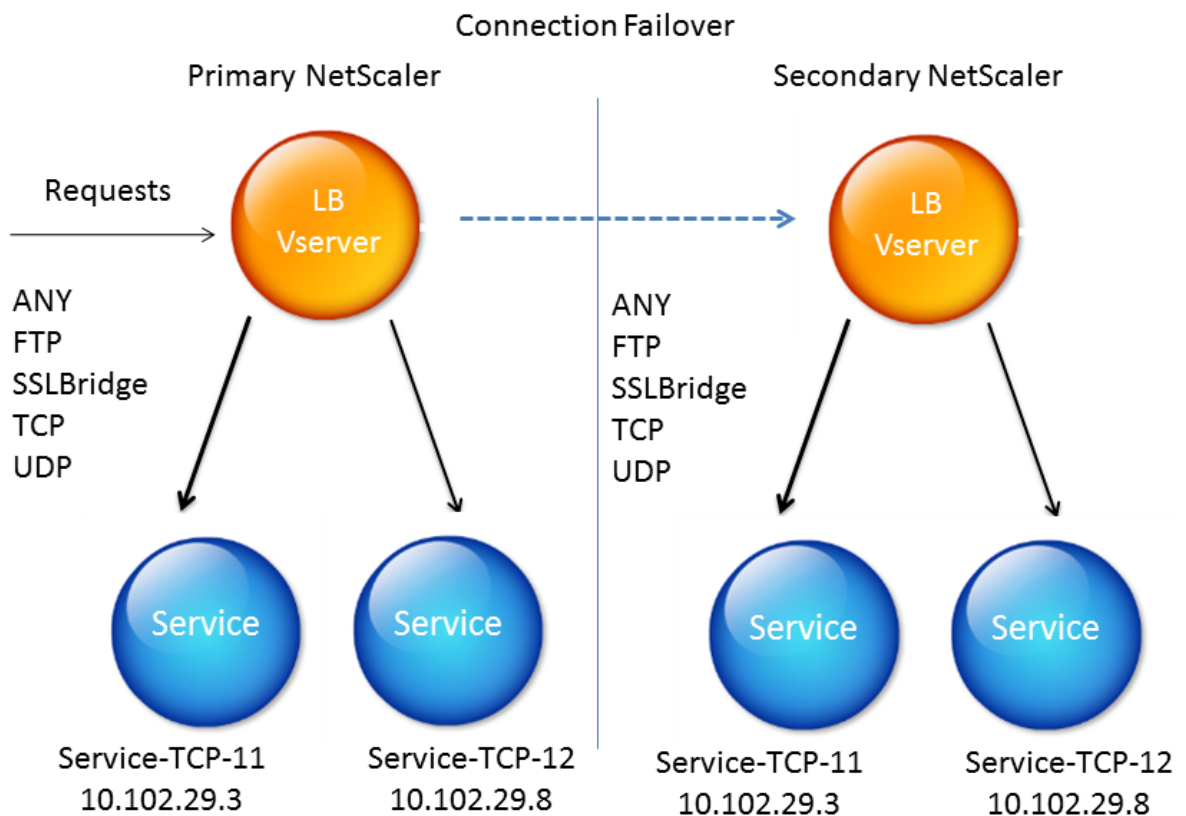 Connection Failover
Primary NetScaler
Secondary NetScaler
Requests
LB
Vserver
LB
Vserver
ANY
FTP
SSLBridge
TCP
UDP
ANY
FTP
SSLBridge
TCP
UDP
Service
Service
Service
Service
Service-TCP-11
10.102.29.3
Service-TCP-12
10.102.29.8
Service-TCP-11
10.102.29.3
Service-TCP-12
10.102.29.8